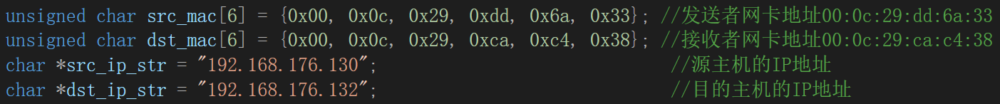 unsigned char src_mac[6] = {0x00, 0x0c, 0x29, 0xdd, 0x6a, 0x33}; //发送者网卡地址00:0c:29:dd:6a:33
unsigned char dst_mac[6] = {0x00, 0x0c, 0x29, 0xca, 0xc4, 0x38}; //接收者网卡地址00:0c:29:ca:c4:38
char *src_ip_str = "192.168.176.130"; //源主机的IP地址
char *dst_ip_str = "192.168.176.132"; //目的主机的IP地址